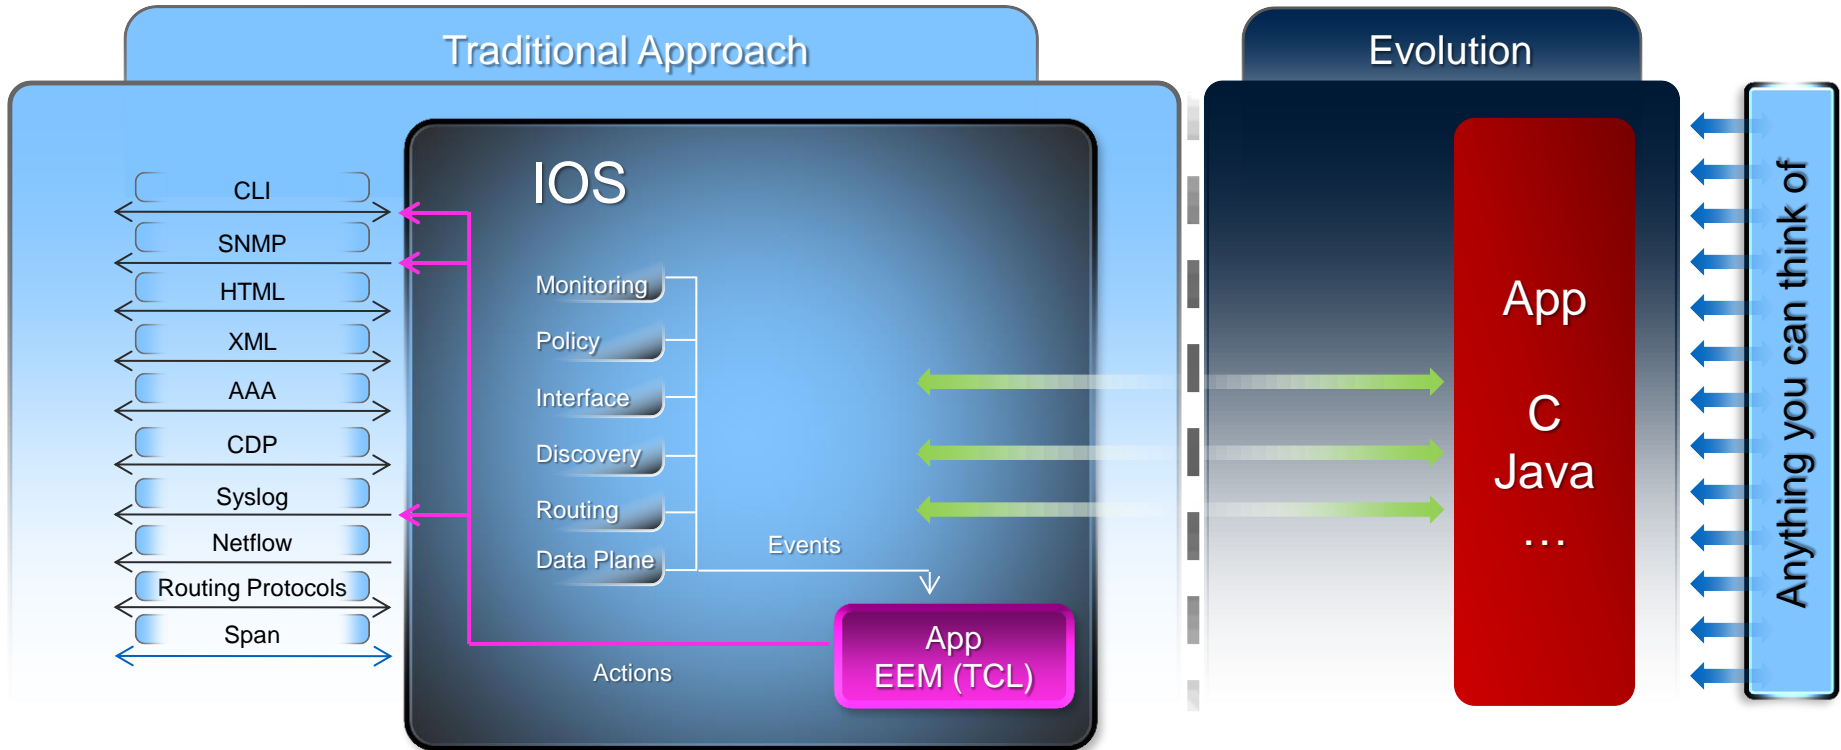 Traditional Approach
Evolution
CLI
SNMP
HTML
XML
AAA
CDP
Syslog
Netflow
Routing Protocols
Span
IOS
Monitoring
Policy
Interface
Discovery
Routing
Data Plane
Events
Actions
App
EEM (TCL)
App
C
Java
...
Anything you can think of